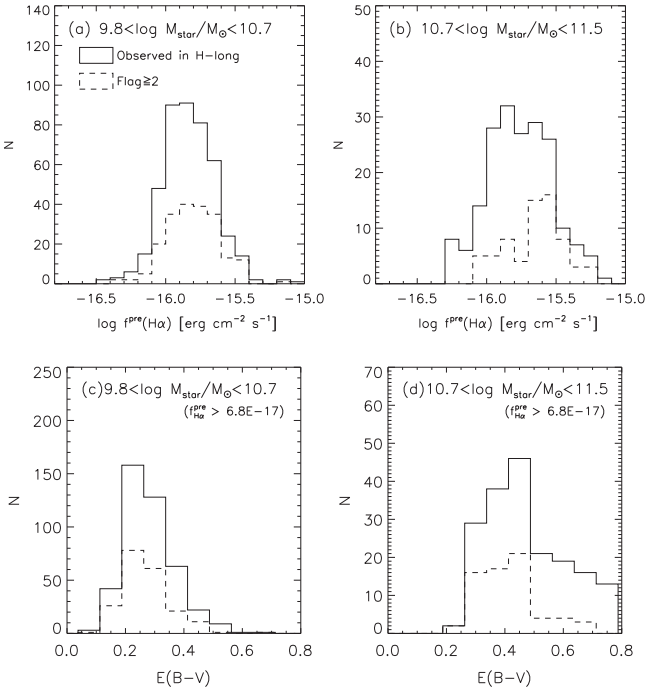 (a) 9.8<log M_star/M_⊙<10.7
Observed in H-long
Flag≧2
N
140
120
100
80
60
40
20
0
−16.5 −16.0 −15.5 −15.0
log f^pre(Hα) [erg cm^−2 s^−1]
(b) 10.7<log M_star/M_⊙<11.5
N
50
40
30
20
10
0
−16.5 −16.0 −15.5 −15.0
log f^pre(Hα) [erg cm^−2 s^−1]
(c)9.8<log M_star/M_⊙<10.7
(f^pre_Hα > 6.8E−17)
N
250
200
150
100
50
0
0.0 0.2 0.4 0.6 0.8
E(B−V)
(d)10.7<log M_star/M_⊙<11.5
(f^pre_Hα > 6.8E−17)
N
70
60
50
40
30
20
10
0
0.0 0.2 0.4 0.6 0.8
E(B−V)